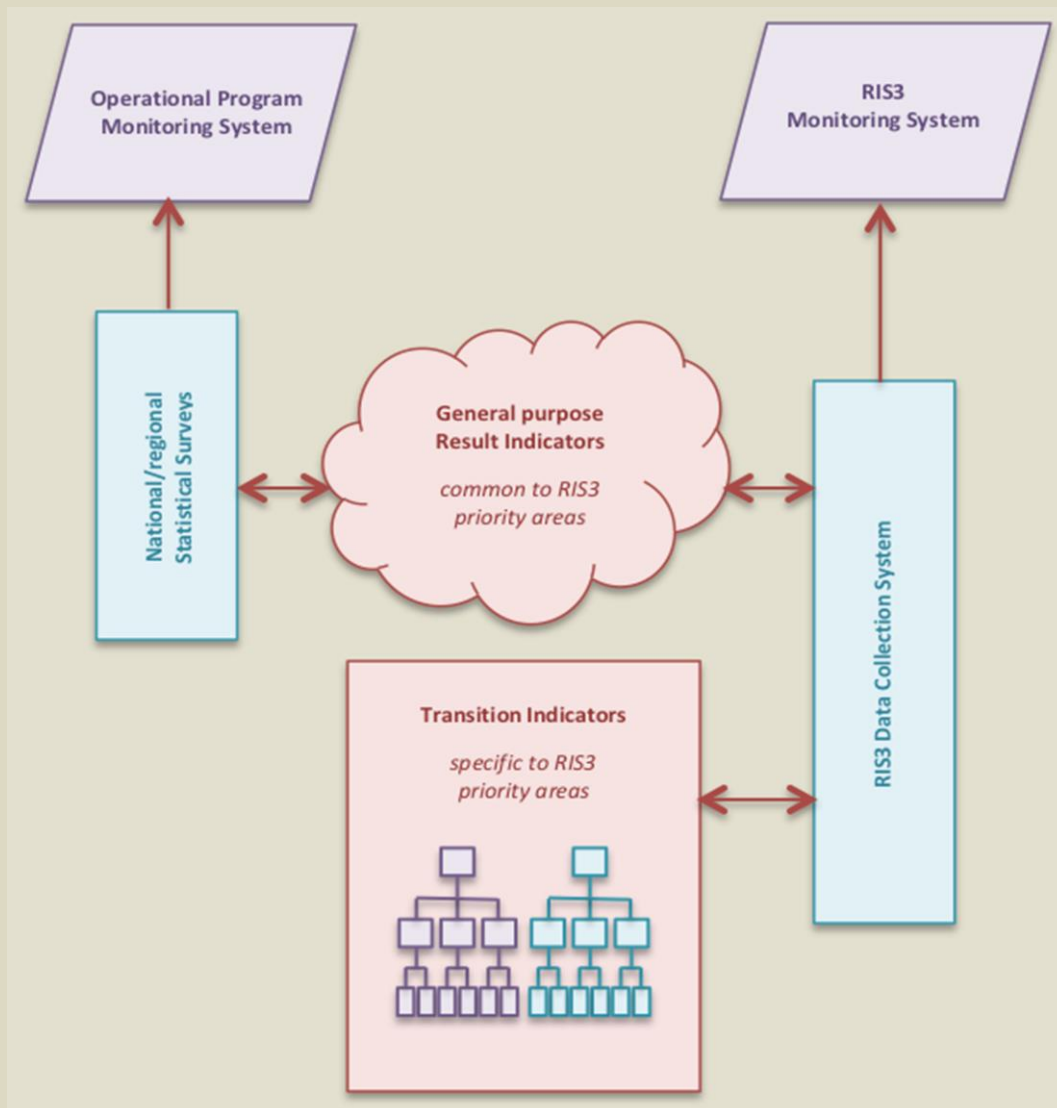 Operational Program
Monitoring System
RIS3
Monitoring System
National/regional
Statistical Surveys
General purpose
Result Indicators
common to RIS3
priority areas
RIS3 Data Collection System
Transition Indicators
specific to RIS3
priority areas